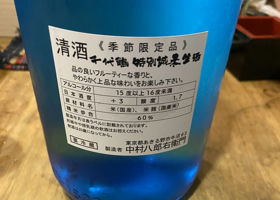 清酒 《季節限定品》
千代鶴 特別純米 生酒
品の良いフルーティーな香りと、
やわらかく上品な味わいをお楽しみ下さい。
アルコール分 15度以上16度未満
日本酒度 +3 酸度 1.7
原材料名 米(国産)、米麹(国産米)
精米歩合 60%
要冷蔵
東京都あきる野市牛沼63
製造者 中村八郎右衛門